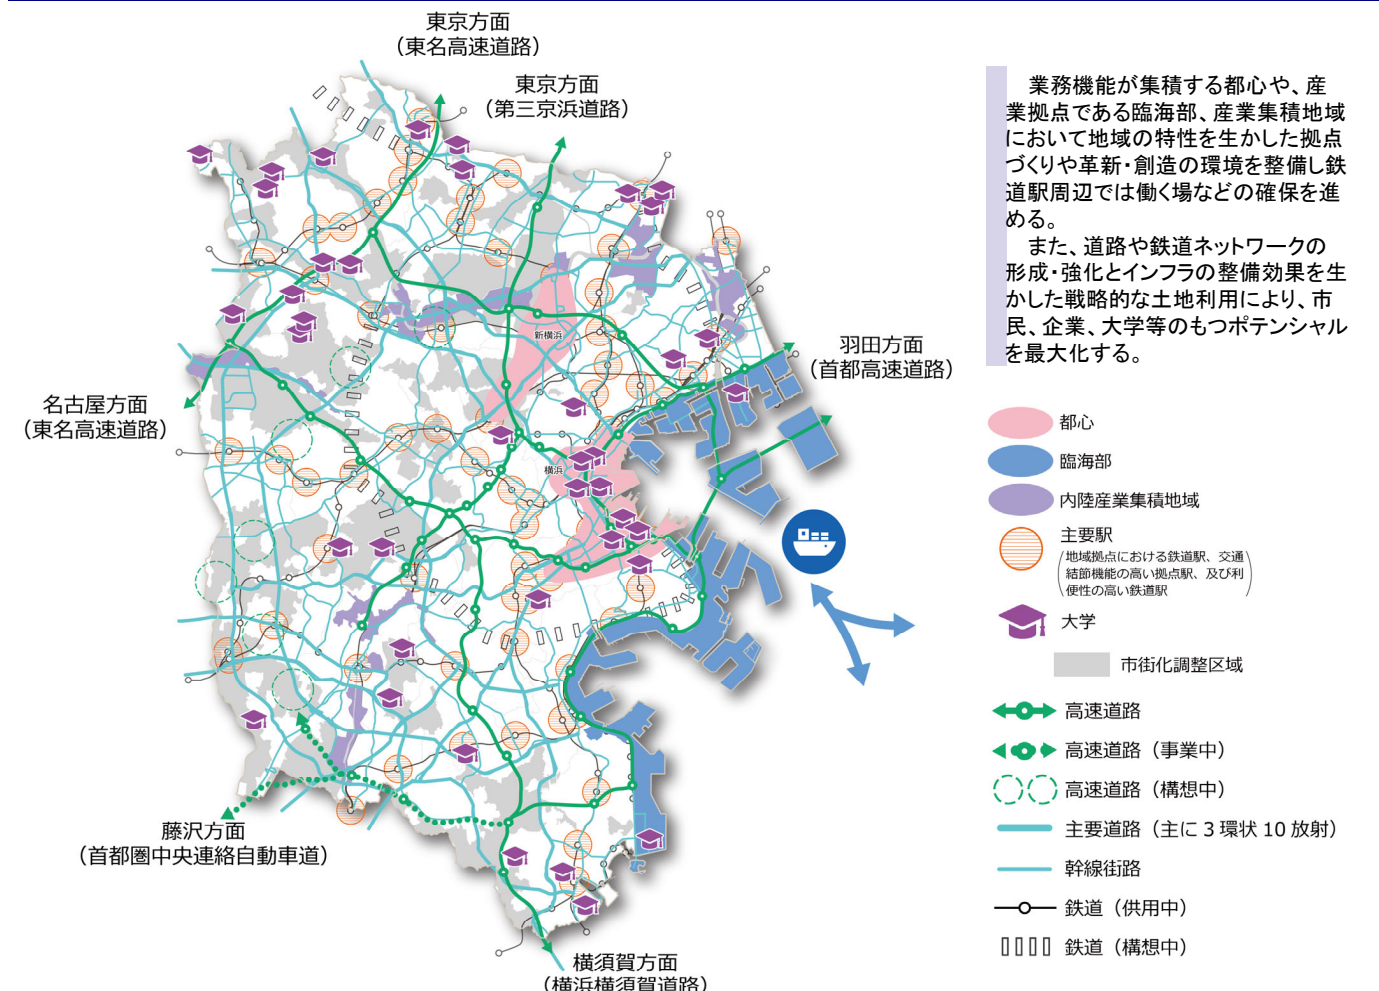 東京方面
（東名高速道路）
東京方面
（第三京浜道路）
業務機能が集積する都心や、産
業拠点である臨海部、産業集積地域
において地域の特性を生かした拠点
づくりや革新・創造の環境を整備し鉄
道駅周辺では働く場などの確保を進
める。
また、道路や鉄道ネットワークの
形成・強化とインフラの整備効果を生
かした戦略的な土地利用により、市
民、企業、大学等のもつポテンシャル
を最大化する。
新横浜
羽田方面
（首都高速道路）
名古屋方面
（東名高速道路）
横浜
都心
臨海部
内陸産業集積地域
主要駅
（地域拠点における鉄道駅、交通
結節機能の高い拠点駅、及び利
便性の高い鉄道駅）
大学
市街化調整区域
高速道路
高速道路（事業中）
高速道路（構想中）
主要道路（主に３環状 10 放射）
幹線街路
鉄道（供用中）
鉄道（構想中）
藤沢方面
（首都圏中央連絡自動車道）
横須賀方面
（横浜横須賀道路）